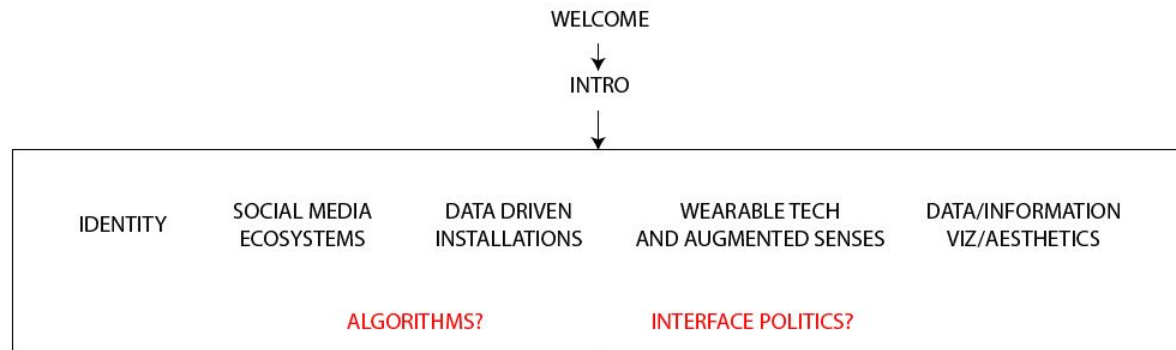 WELCOME
INTRO
IDENTITY
SOCIAL MEDIA
ECOSYSTEMS
DATA DRIVEN
INSTALLATIONS
WEARABLE TECH
AND AUGMENTED SENSES
DATA/INFORMATION
VIZ/AESTHETICS
ALGORITHMS?
INTERFACE POLITICS?